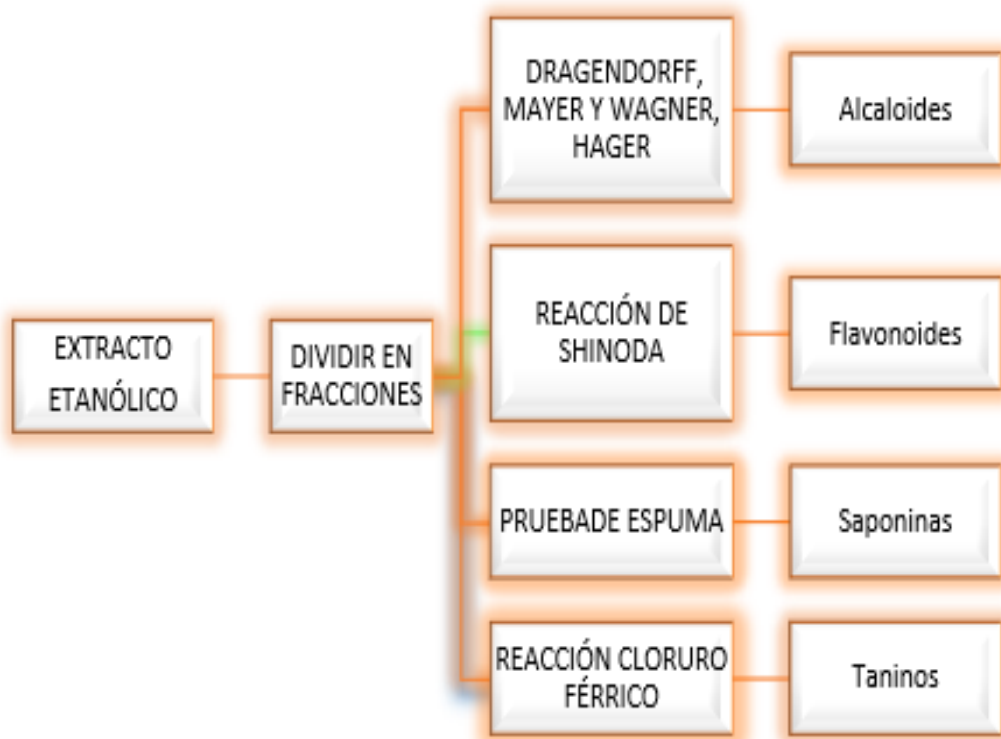 EXTRACTO
ETANÓLICO
DIVIDIR EN
FRACCIONES
DRAGENDORFF,
MAYER Y WAGNER,
HAGER
Alcaloides
REACCIÓN DE
SHINODA
Flavonoides
PRUEBADE ESPUMA
Saponinas
REACCIÓN CLORURO
FÉRRICO
Taninos